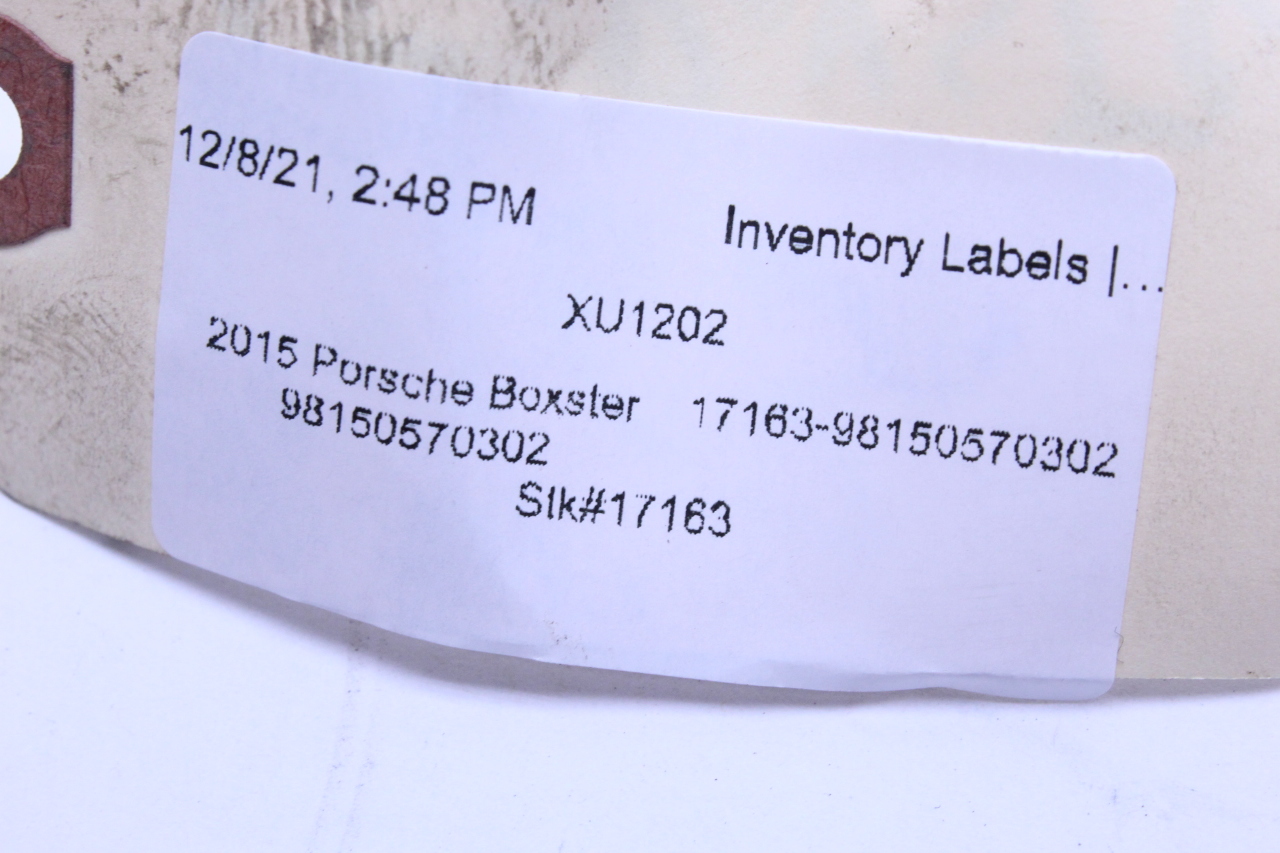 12/8/21, 2:48 PM Inventory Labels |...
XU1202
2015 Porsche Boxster 17163-98150570302
98150570302
Stk#17163